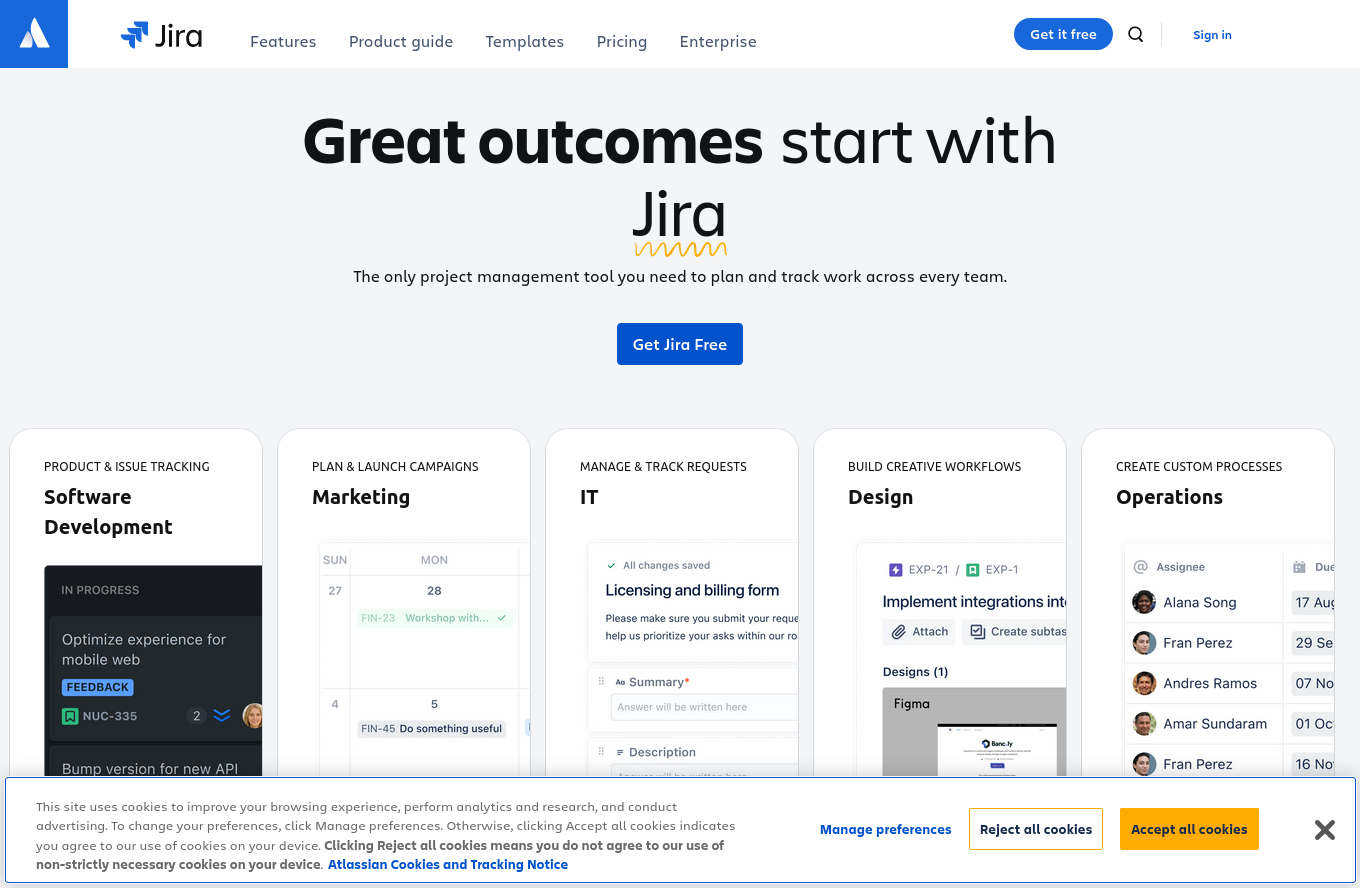 Jira
Features
Product guide
Templates
Pricing
Enterprise
Get it free
Sign in
Great outcomes start with
Jira
The only project management tool you need to plan and track work across every team.
Get Jira Free
PRODUCT & ISSUE TRACKING
Software
Development
IN PROGRESS
Optimize experience for
mobile web
FEEDBACK
NUC-335
2
Bump version for new API
PLAN & LAUNCH CAMPAIGNS
Marketing
SUN MON
27 28
FIN-23 Workshop with...
4 5
FIN-45 Do something useful
MANAGE & TRACK REQUESTS
IT
All changes saved
Licensing and billing form
Please make sure you submit your reque
help us prioritize your asks within our ro
Aa Summary*
Answer will be written here
Description
Answer will be written here
BUILD CREATIVE WORKFLOWS
Design
EXP-21 / EXP-1
Implement integrations int
Attach
Create subtas
Designs (1)
Figma
Banc.ly
CREATE CUSTOM PROCESSES
Operations
Assignee Due
Alana Song 17 Aug
Fran Perez 29 Se
Andres Ramos 07 No
Amar Sundaram 01 Oc
Fran Perez 16 No
This site uses cookies to improve your browsing experience, perform analytics and research, and conduct
advertising. To change your preferences, click Manage preferences. Otherwise, clicking Accept all cookies indicates
you agree to our use of cookies on your device. Clicking Reject all cookies means you do not agree to our use of
non-strictly necessary cookies on your device. Atlassian Cookies and Tracking Notice
Manage preferences
Reject all cookies
Accept all cookies